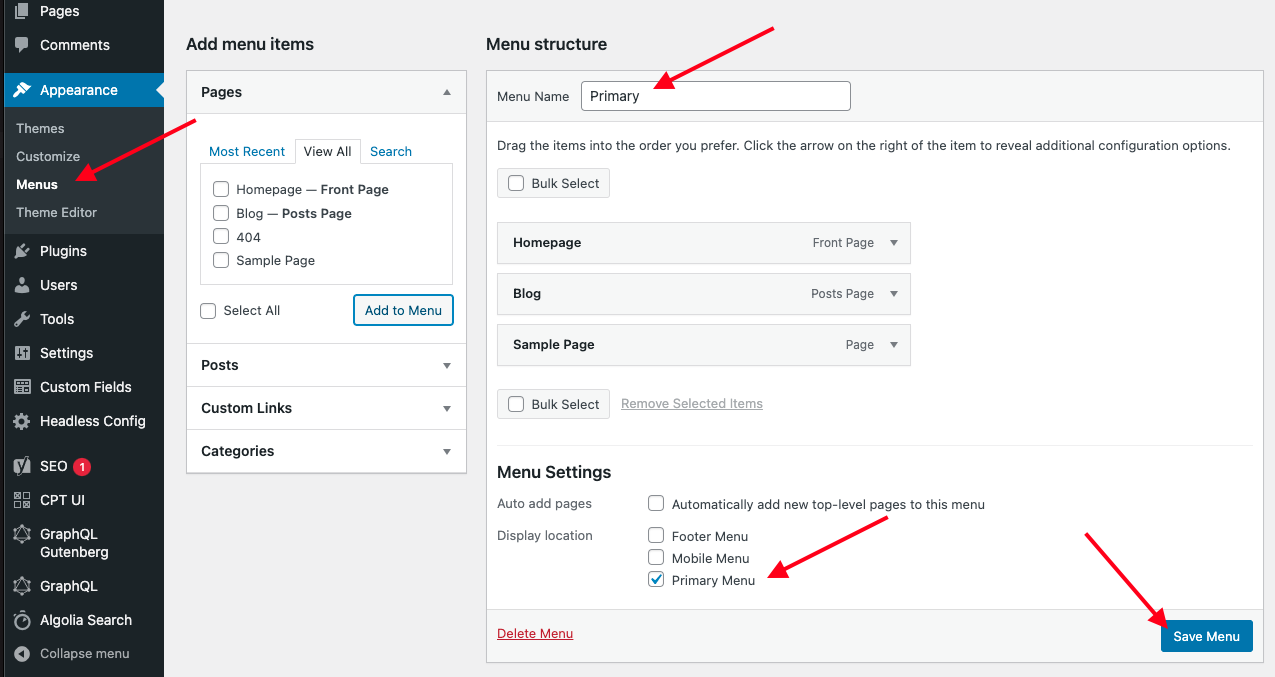 Pages
Comments
Appearance
Themes
Customize
Menus
Theme Editor
Plugins
Users
Tools
Settings
Custom Fields
Headless Config
SEO 1
CPT UI
GraphQL
Gutenberg
GraphQL
Algolia Search
Collapse menu
Add menu items
Pages
Most Recent View All Search
Homepage — Front Page
Blog — Posts Page
404
Sample Page
Select All Add to Menu
Posts
Custom Links
Categories
Menu structure
Menu Name Primary
Drag the items into the order you prefer. Click the arrow on the right of the item to reveal additional configuration options.
Bulk Select
Homepage Front Page
Blog Posts Page
Sample Page Page
Bulk Select Remove Selected Items
Menu Settings
Auto add pages Automatically add new top-level pages to this menu
Display location Footer Menu
Mobile Menu
Primary Menu
Delete Menu Save Menu